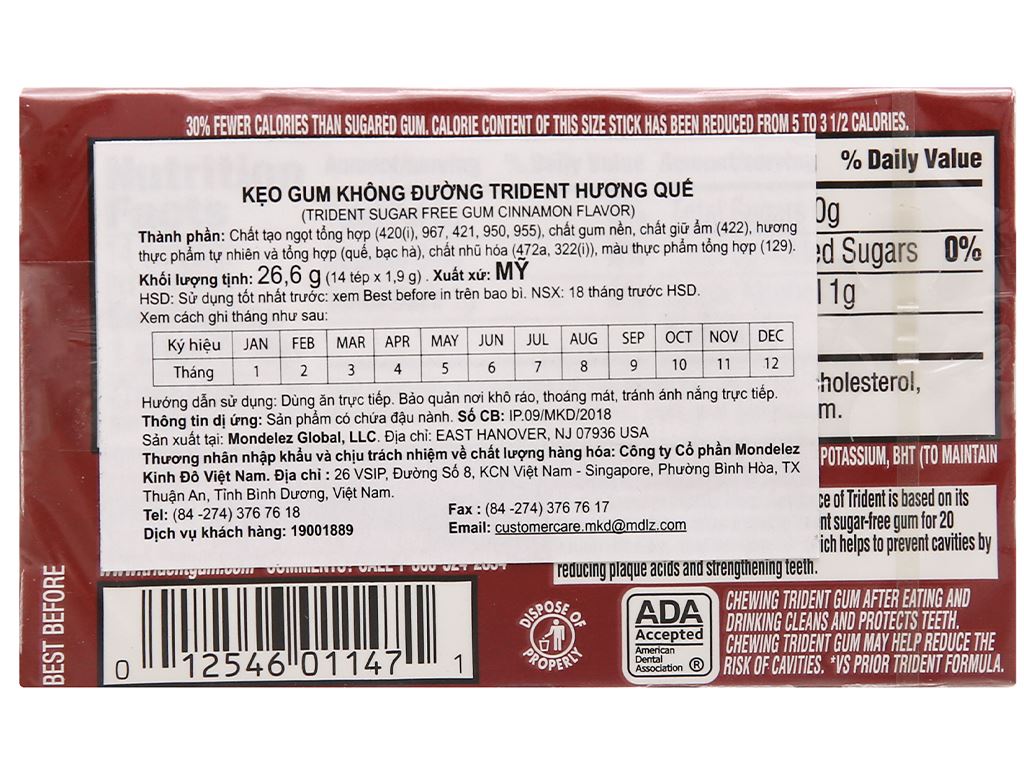 30% FEWER CALORIES THAN SUGARED GUM. CALORIE CONTENT OF THIS SIZE STICK HAS BEEN REDUCED FROM 5 TO 3 1/2 CALORIES.
% Daily Value
KẸO GUM KHÔNG ĐƯỜNG TRIDENT HƯƠNG QUẾ
(TRIDENT SUGAR FREE GUM CINNAMON FLAVOR)
Thành phần: Chất tạo ngọt tổng hợp (420(i), 967, 421, 950, 955), chất gum nền, chất giữ ẩm (422), hương
thực phẩm tự nhiên và tổng hợp (quế, bạc hà), chất nhũ hóa (472a, 322(i)), màu thực phẩm tổng hợp (129).
Khối lượng tịnh: 26,6 g (14 tép x 1,9 g) . Xuất xứ: MỸ
HSD: Sử dụng tốt nhất trước: xem Best before in trên bao bì. NSX: 18 tháng trước HSD.
Xem cách ghi tháng như sau:
Ký hiệu JAN FEB MAR APR MAY JUN JUL AUG SEP OCT NOV DEC
Tháng 1 2 3 4 5 6 7 8 9 10 11 12
Hướng dẫn sử dụng: Dùng ăn trực tiếp. Bảo quản nơi khô ráo, thoáng mát, tránh ánh nắng trực tiếp.
Thông tin dị ứng: Sản phẩm có chứa đậu nành. Số CB: IP.09/MKD/2018
Sản xuất tại: Mondelez Global, LLC. Địa chỉ: EAST HANOVER, NJ 07936 USA
Thương nhân nhập khẩu và chịu trách nhiệm về chất lượng hàng hóa: Công ty Cổ phần Mondelez
Kinh Đô Việt Nam. Địa chỉ : 26 VSIP, Đường Số 8, KCN Việt Nam - Singapore, Phường Bình Hòa, TX
Thuận An, Tỉnh Bình Dương, Việt Nam.
Tel: (84 -274) 376 76 18 Fax : (84 -274) 376 76 17
Dịch vụ khách hàng: 19001889 Email: customercare.mkd@mdlz.com
0g
Sugars 0%
1g
m.
POTASSIUM, BHT (TO MAINTAIN
of Trident is based on its
sugar-free gum for 20
helps to prevent cavities by
reducing plaque acids and strengthening teeth.
BEST BEFORE
0 12546 01147 1
DISPOSE OF
PROPERLY
ADA
Accepted
American
Dental
Association ®
CHEWING TRIDENT GUM AFTER EATING AND
DRINKING CLEANS AND PROTECTS TEETH.
CHEWING TRIDENT GUM MAY HELP REDUCE THE
RISK OF CAVITIES. *VS PRIOR TRIDENT FORMULA.